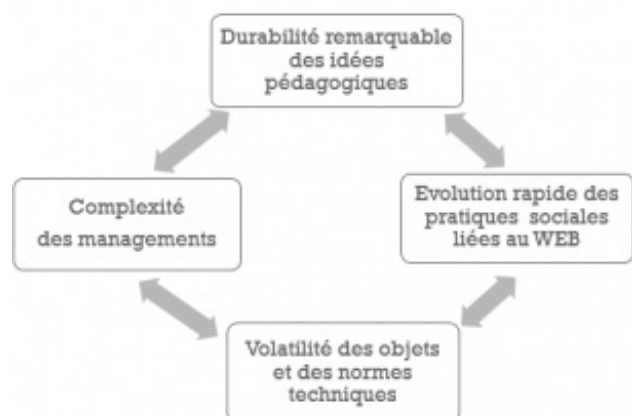 Durabilité remarquable
des idées
pédagogiques
Complexité
des managements
Evolution rapide des
pratiques sociales
liées au WEB
Volatilité des objets
et des normes
techniques